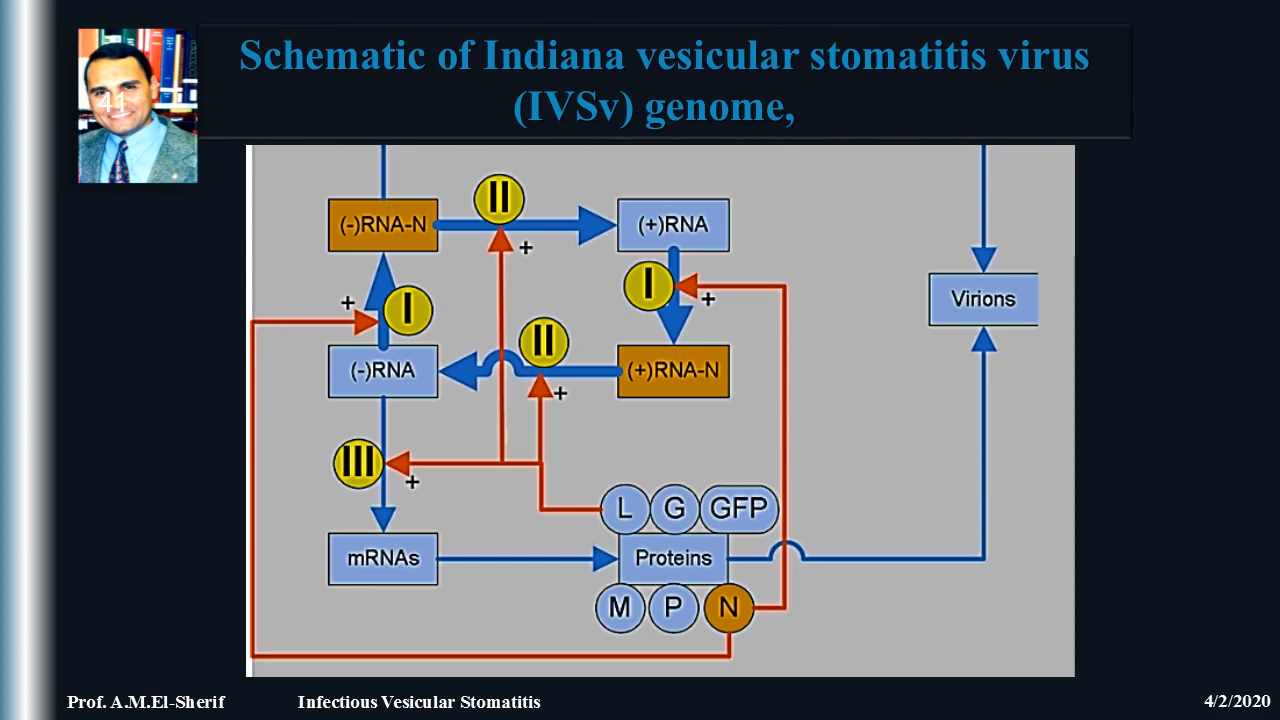 Schematic of Indiana vesicular stomatitis virus
(IVSv) genome,
41
II
(-)RNA-N
(+)RNA
+
I
+
I
+
Virions
II
(-)RNA
(+)RNA-N
+
III
+
L G GFP
mRNAs
Proteins
M P N
Prof. A.M.El-Sherif
Infectious Vesicular Stomatitis
4/2/2020